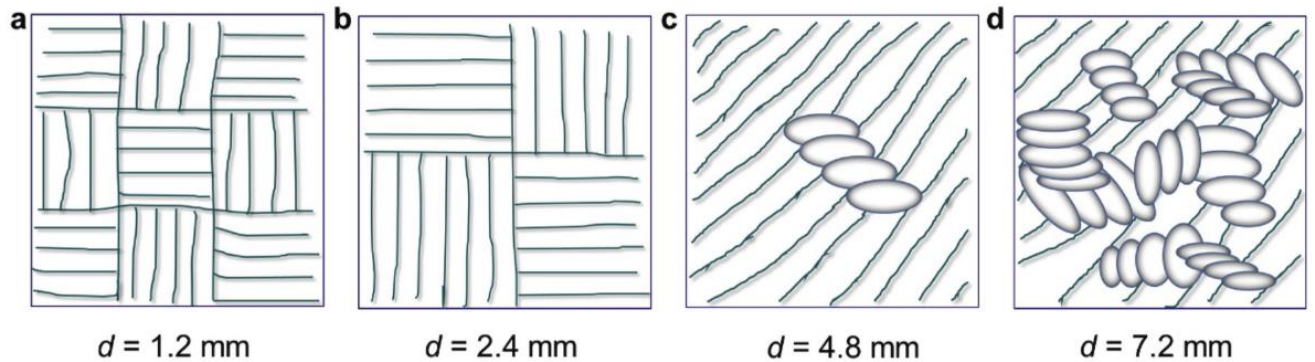 a
b
c
d
d = 1.2 mm
d = 2.4 mm
d = 4.8 mm
d = 7.2 mm